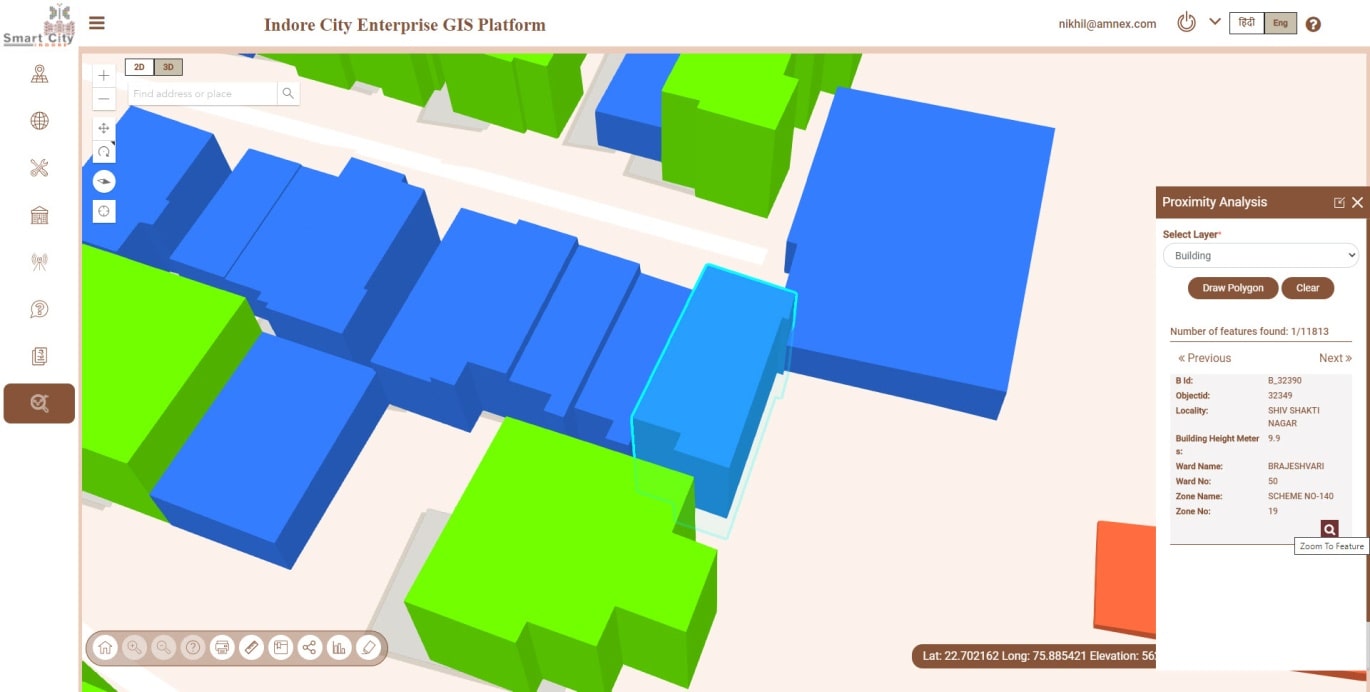 Smart City
INDORE
Indore City Enterprise GIS Platform
nikhil@amnex.com
हिंदी
Eng
2D
3D
Find address or place
Proximity Analysis
Select Layer*
Building
Draw Polygon
Clear
Number of features found: 1/11813
« Previous
Next »
B Id: B_32390
Objectid: 32349
Locality: SHIV SHAKTI
NAGAR
Building Height Meter 9.9
s:
Ward Name: BRAJESHVARI
Ward No: 50
Zone Name: SCHEME NO-140
Zone No: 19
Zoom To Feature
Lat: 22.702162 Long: 75.885421 Elevation: 56